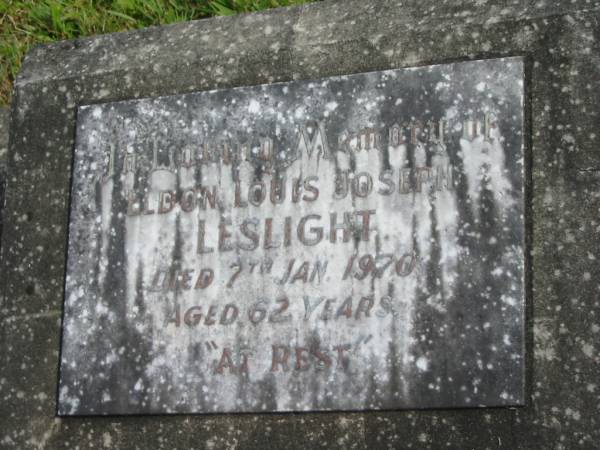 In Loving Memory of
ELDON LOUIS JOSEPH
LESLIGHT
DIED 7TH JAN. 1970
AGED 62 YEARS
"AT REST"